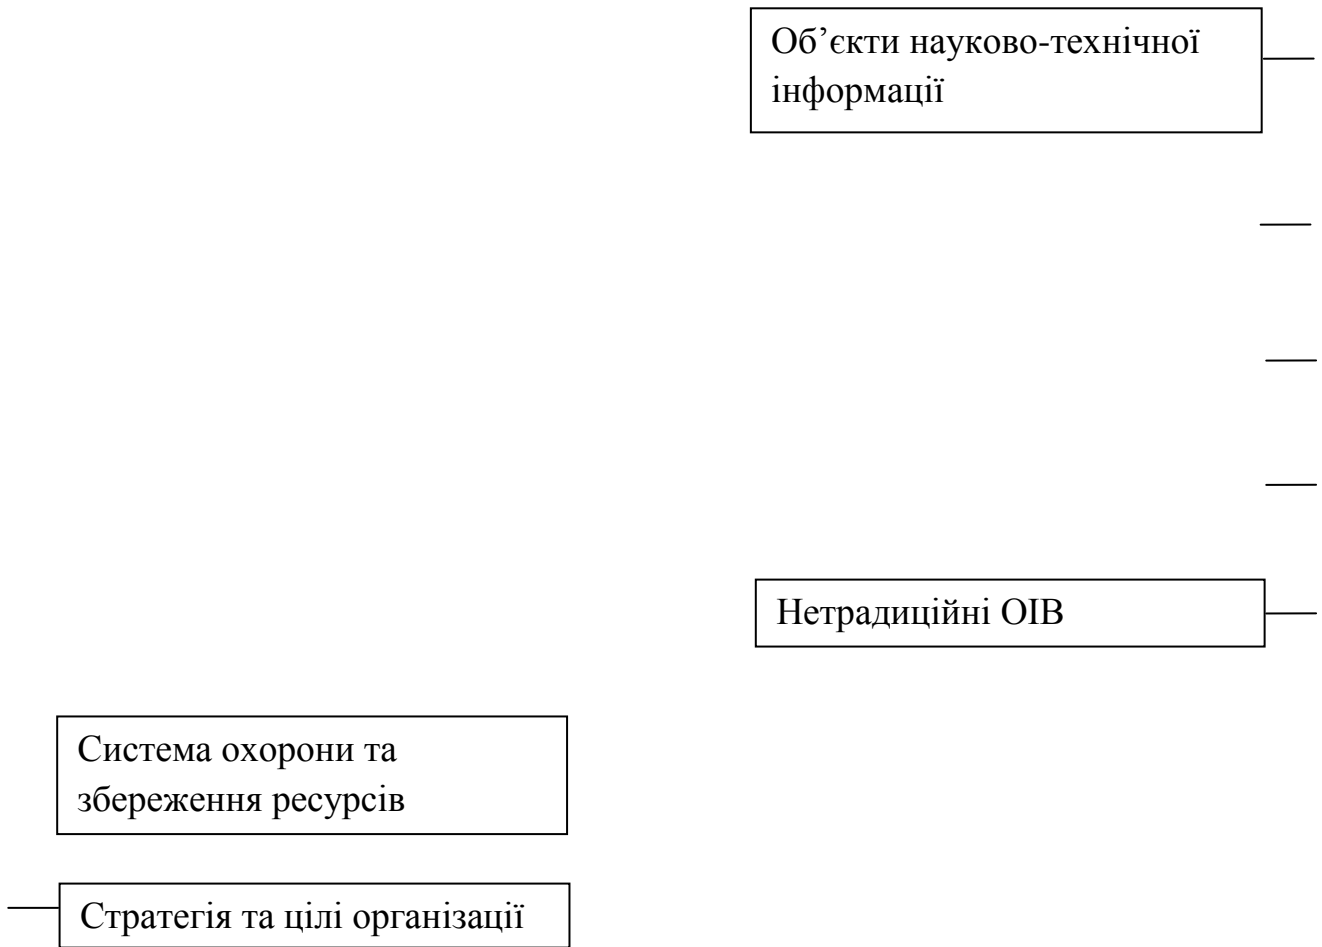 Об’єкти науково-технічної
інформації
Нетрадиційні ОІВ
Система охорони та
збереження ресурсів
Стратегія та цілі організації